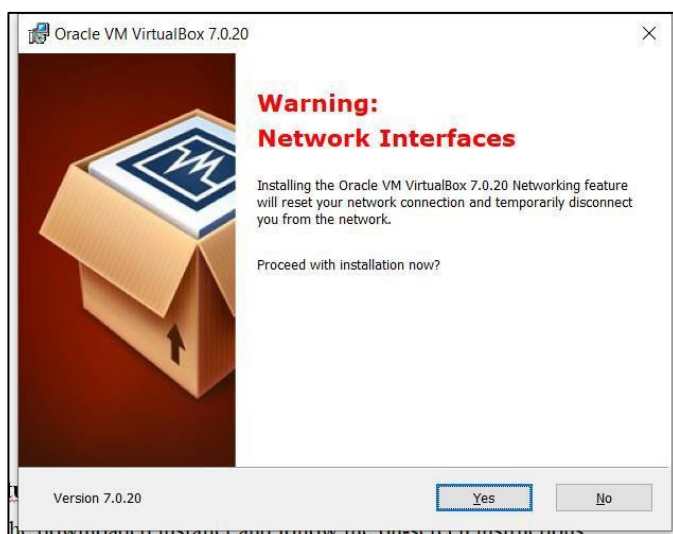 Oracle VM VirtualBox 7.0.20
Warning:
Network Interfaces
Installing the Oracle VM VirtualBox 7.0.20 Networking feature
will reset your network connection and temporarily disconnect
you from the network.
Proceed with installation now?
Version 7.0.20
Yes
No